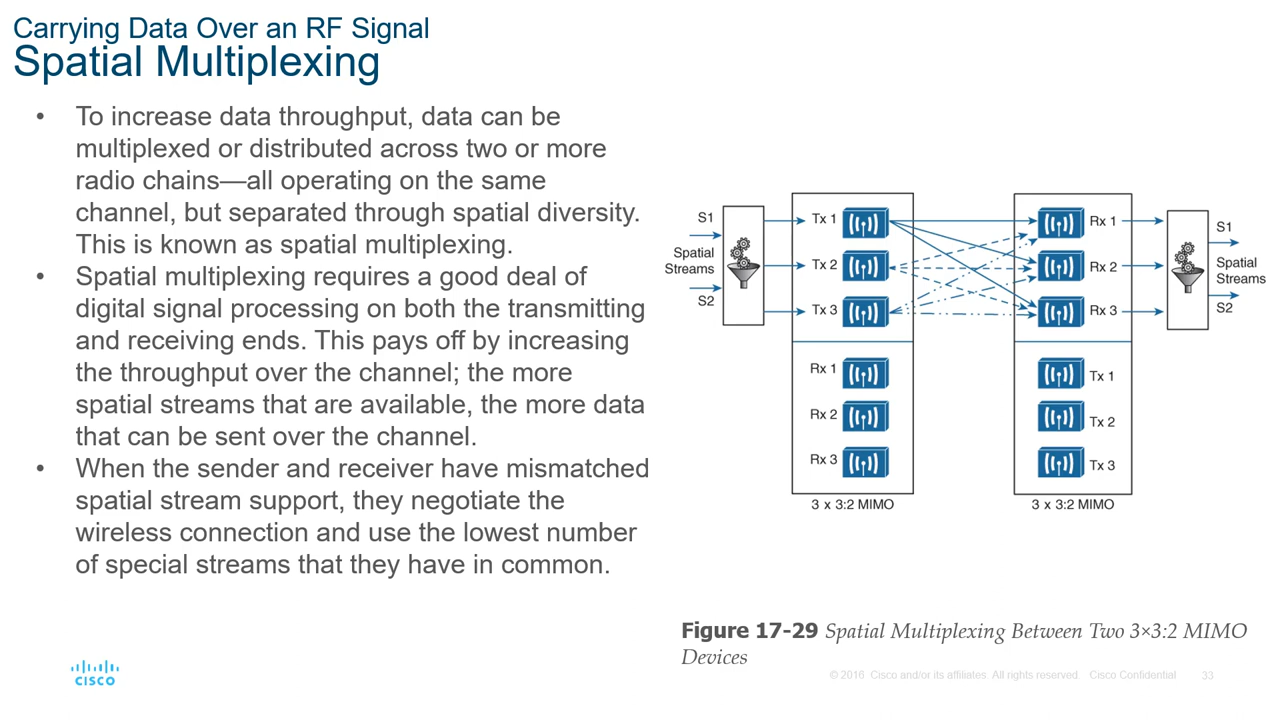 Carrying Data Over an RF Signal
Spatial Multiplexing
• To increase data throughput, data can be
multiplexed or distributed across two or more
radio chains—all operating on the same
channel, but separated through spatial diversity.
This is known as spatial multiplexing.
• Spatial multiplexing requires a good deal of
digital signal processing on both the transmitting
and receiving ends. This pays off by increasing
the throughput over the channel; the more
spatial streams that are available, the more data
that can be sent over the channel.
• When the sender and receiver have mismatched
spatial stream support, they negotiate the
wireless connection and use the lowest number
of special streams that they have in common.
S1
Spatial
Streams
S2
Tx 1
Tx 2
Tx 3
Rx 1
Rx 2
Rx 3
3 x 3:2 MIMO
Rx 1
Rx 2
Rx 3
Tx 1
Tx 2
Tx 3
3 x 3:2 MIMO
S1
Spatial
Streams
S2
Figure 17-29 Spatial Multiplexing Between Two 3×3:2 MIMO
Devices
CISCO
© 2016 Cisco and/or its affiliates. All rights reserved. Cisco Confidential 33